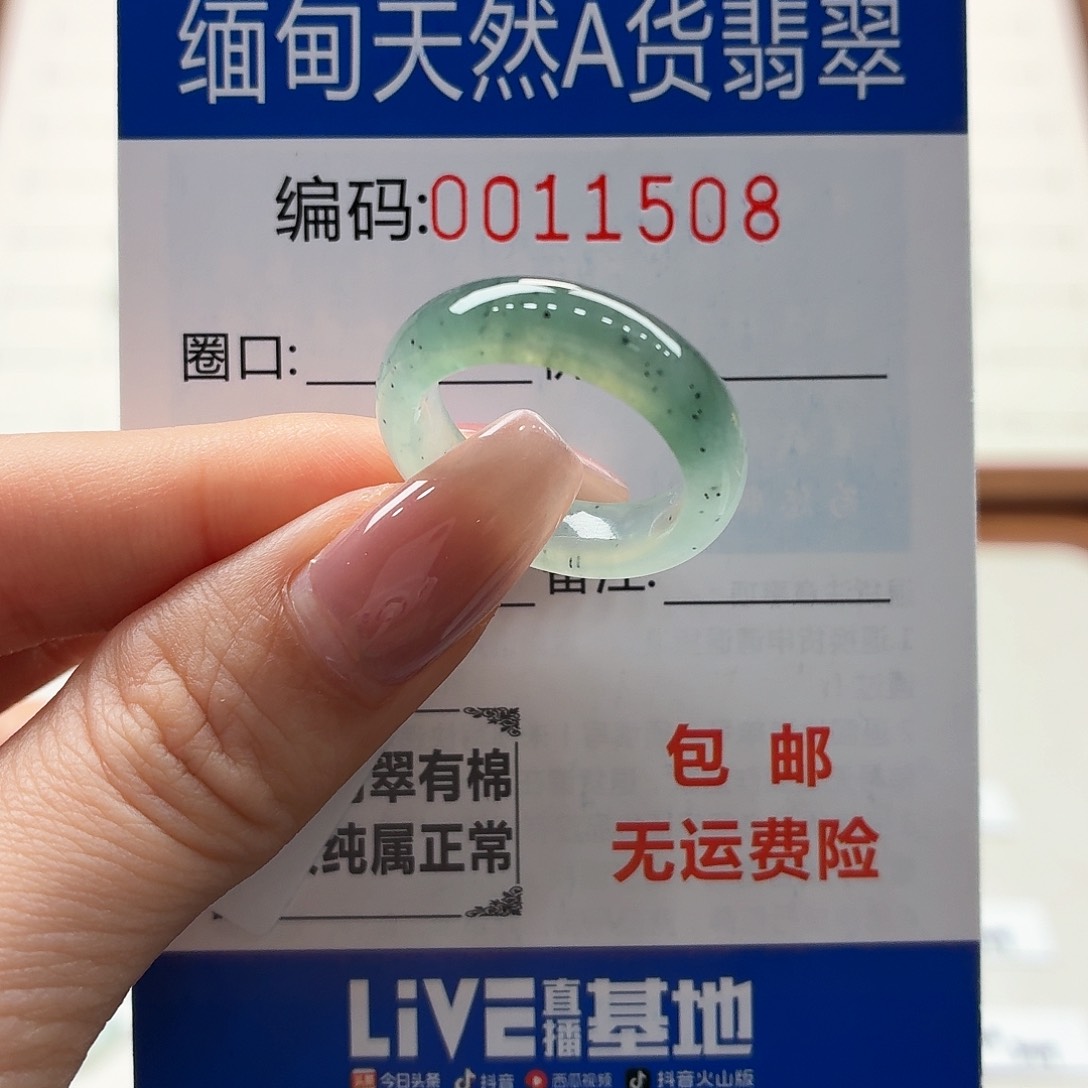 缅甸天然A货翡翠
编码:0011508
圈口:
备注:
翠有棉
纯属正常
包 邮
无运费险
LiVE直播基地
今日头条 抖音 西瓜视频 抖音火山版